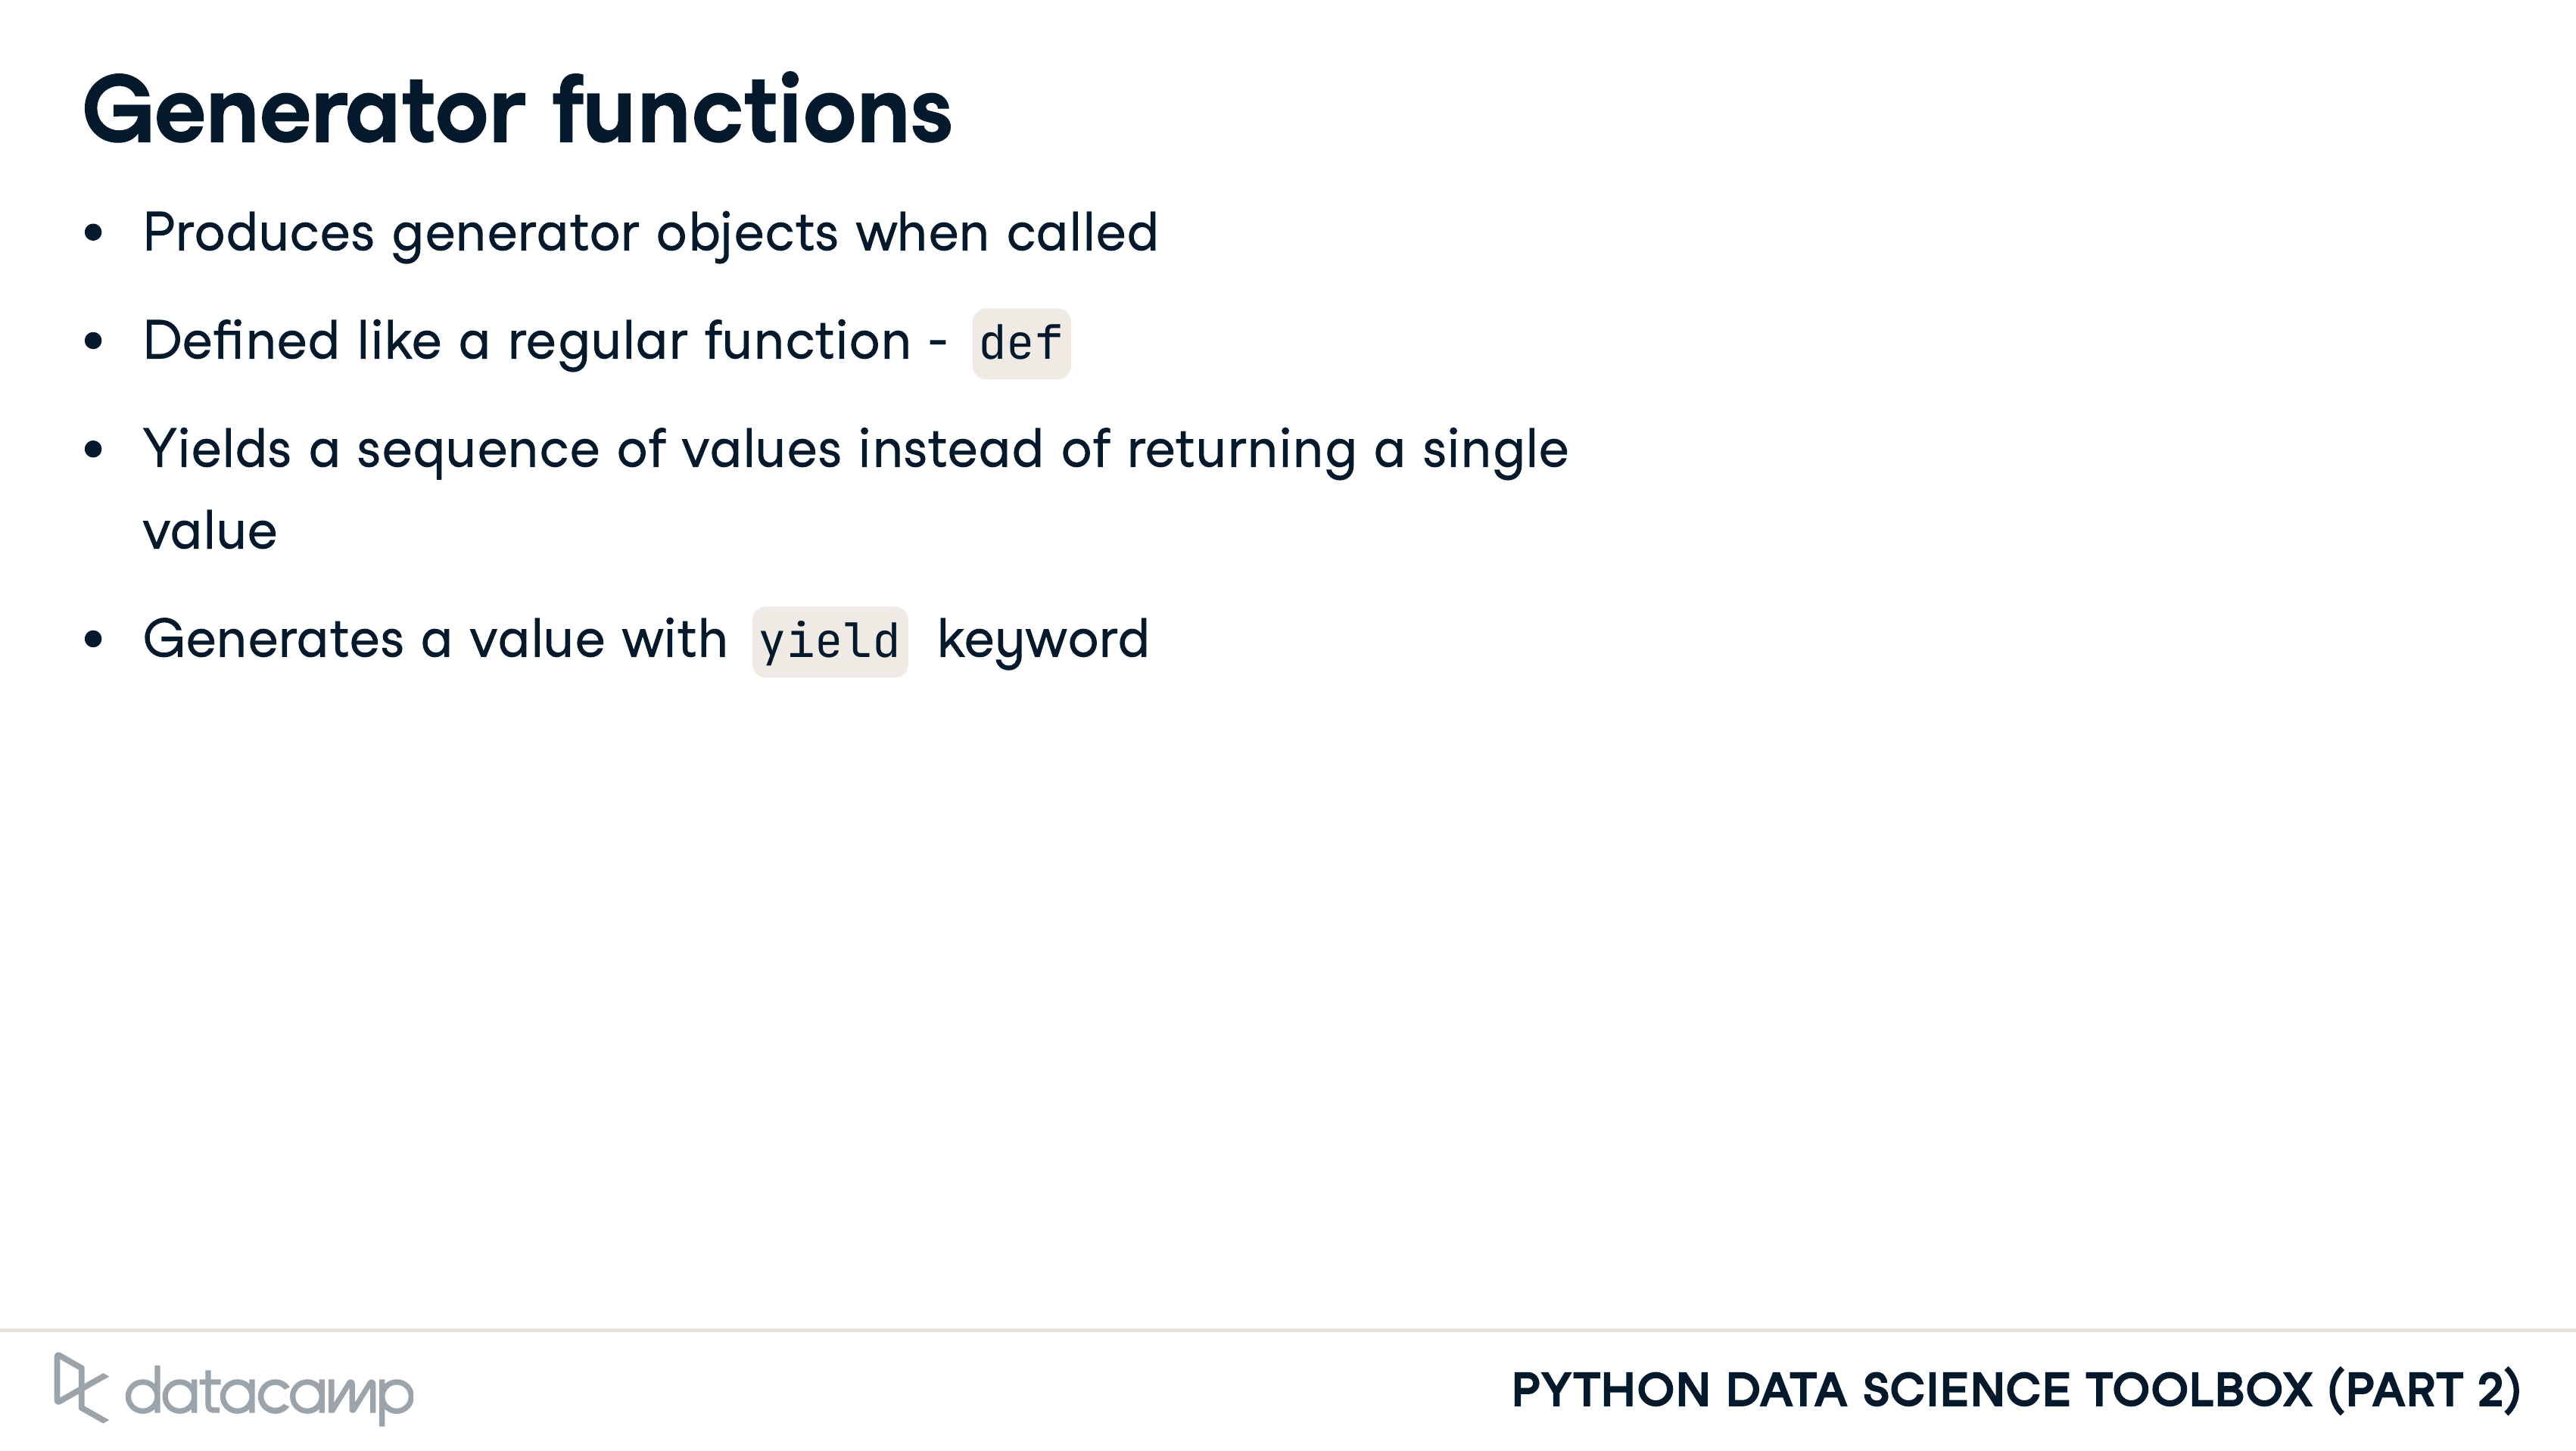 Generator functions
• Produces generator objects when called
• Defined like a regular function - def
• Yields a sequence of values instead of returning a single
value
• Generates a value with yield keyword
datacamp
PYTHON DATA SCIENCE TOOLBOX (PART 2)